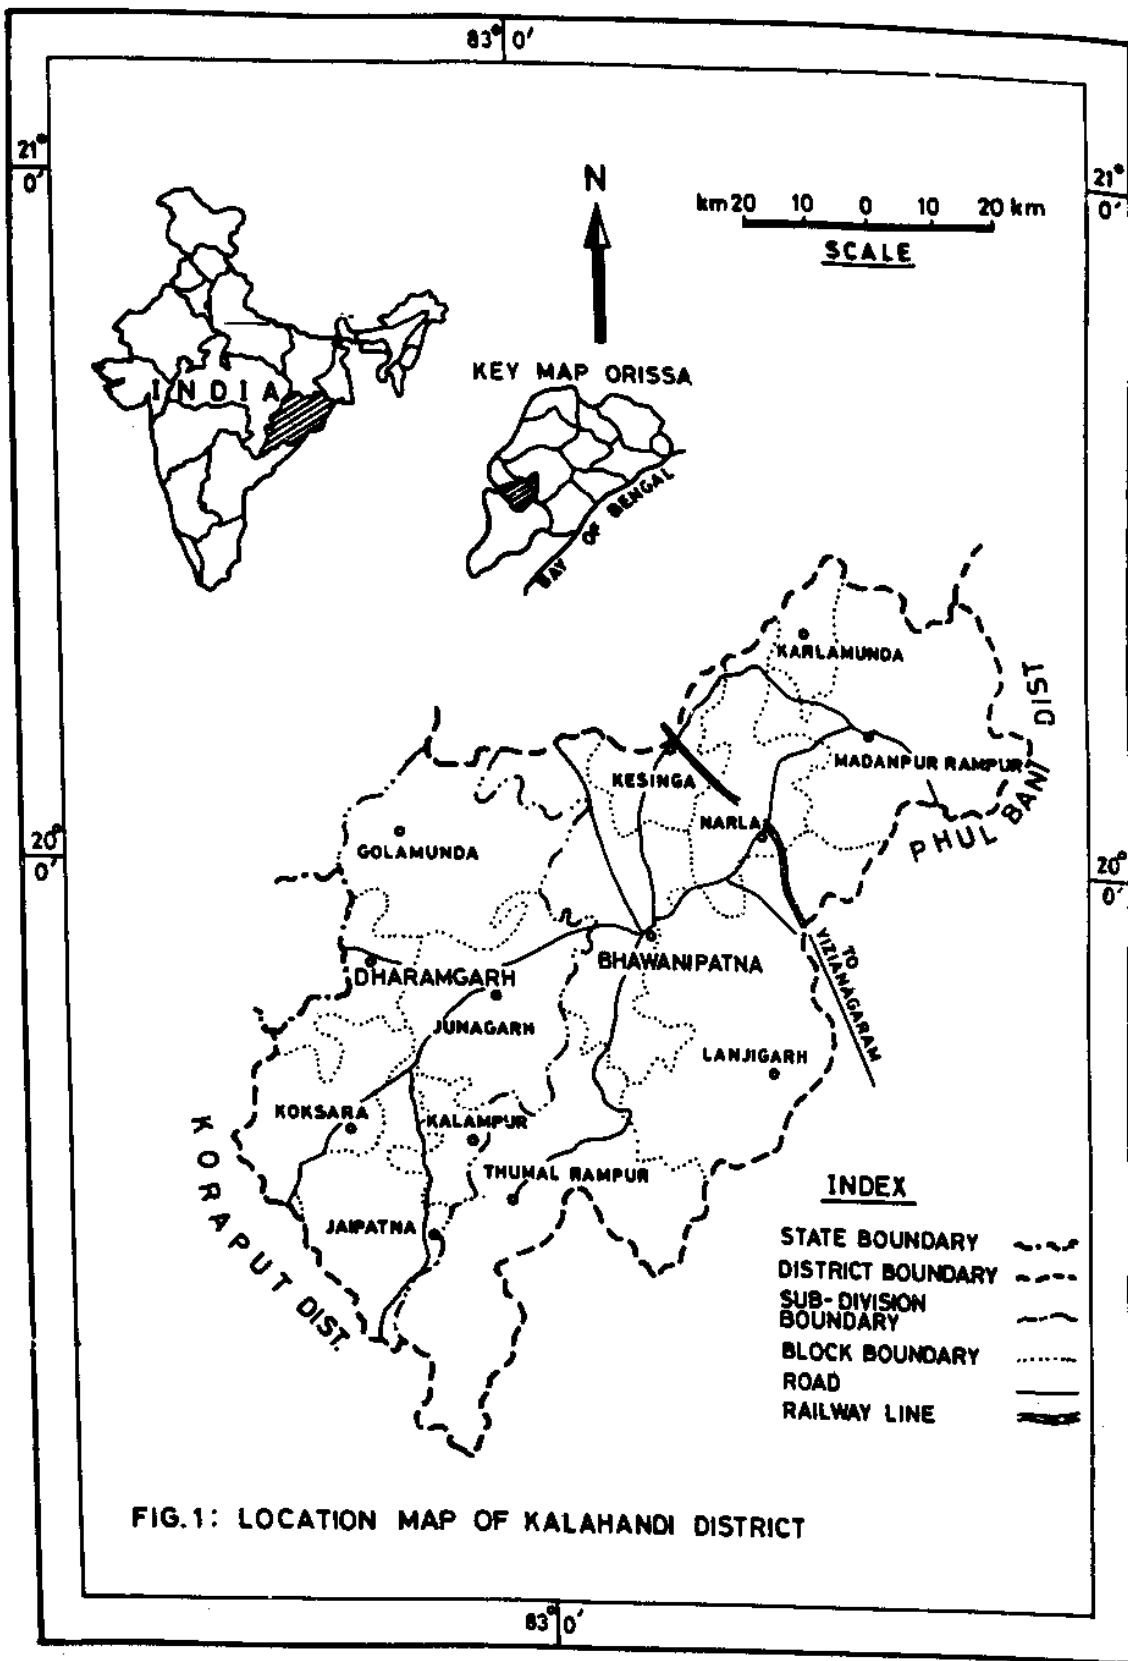 83° 0'
21° 0'
21° 0'
N
km 20 10 0 10 20 km
SCALE
INDIA
KEY MAP ORISSA
BAY OF BENGAL
KARLAMUNDA
PHULBANI DIST
MADANPUR RAMPUR
KESINGA
NARLA
GOLAMUNDA
20° 0'
20° 0'
BHAWANIPATNA
TO VIZIANAGARAM
DHARAMGARH
JUNAGARH
LANJIGARH
KOKSARA
KALAMPUR
THUMAL RAMPUR
JAIPATNA
KORAPUT DIST.
INDEX
STATE BOUNDARY
DISTRICT BOUNDARY
SUB-DIVISION
BOUNDARY
BLOCK BOUNDARY
ROAD
RAILWAY LINE
FIG.1: LOCATION MAP OF KALAHANDI DISTRICT
83° 0'